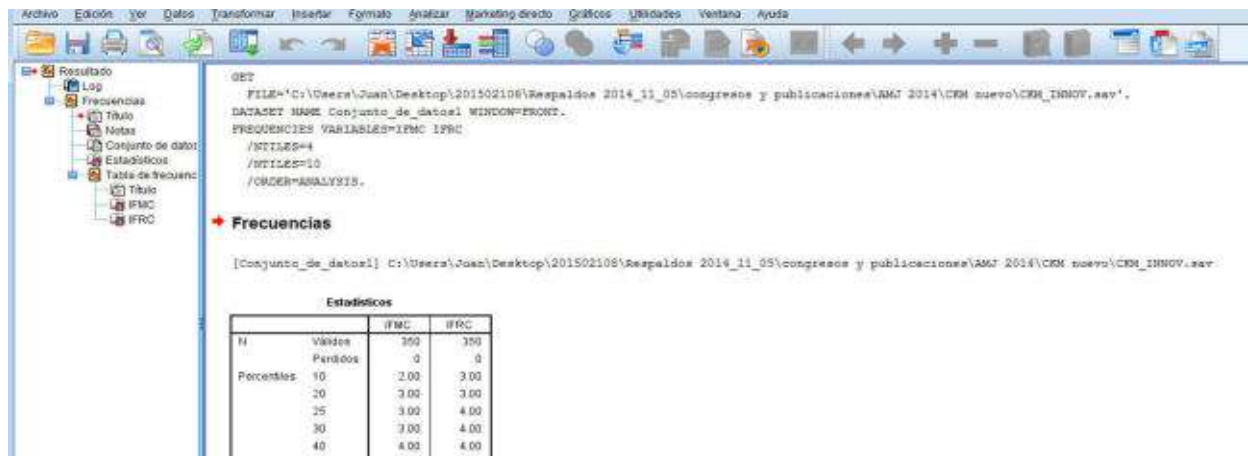 Archivo Edición Ver Datos Transformar Insertar Formato Analizar Marketing directo Gráficos Utilidades Ventana Ayuda
Resultado
Log
Frecuencias
Título
Notas
Conjunto de datos
Estadísticos
Tabla de frecuenc
Título
IFMC
IFRC
GET
FILE='C:\Users\Juan\Desktop\201502108\Respaldos 2014_11_05\congresos y publicaciones\AMJ 2014\CKM nuevo\CKM_INNOV.sav'.
DATASET NAME Conjunto_de_datos1 WINDOW=FRONT.
FREQUENCIES VARIABLES=IFMC IFRC
/NTILES=4
/NTILES=10
/ORDER=ANALYSIS.
Frecuencias
[Conjunto_de_datos1] C:\Users\Juan\Desktop\201502108\Respaldos 2014_11_05\congresos y publicaciones\AMJ 2014\CKM nuevo\CKM_INNOV.sav
Estadísticos
IFMC IFRC
N Válidos 350 350
Perdidos 0 0
Percentiles 10 2.00 3.00
20 3.00 3.00
25 3.00 4.00
30 3.00 4.00
40 4.00 4.00